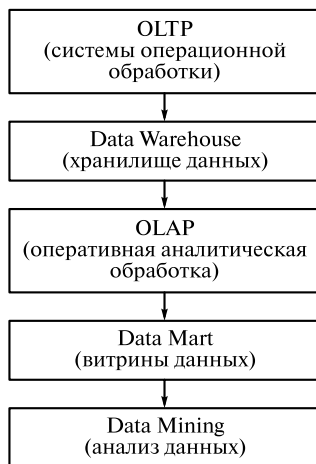 OLTP
(системы операционной
обработки)
Data Warehouse
(хранилище данных)
OLAP
(оперативная аналитическая
обработка)
Data Mart
(витрины данных)
Data Mining
(анализ данных)